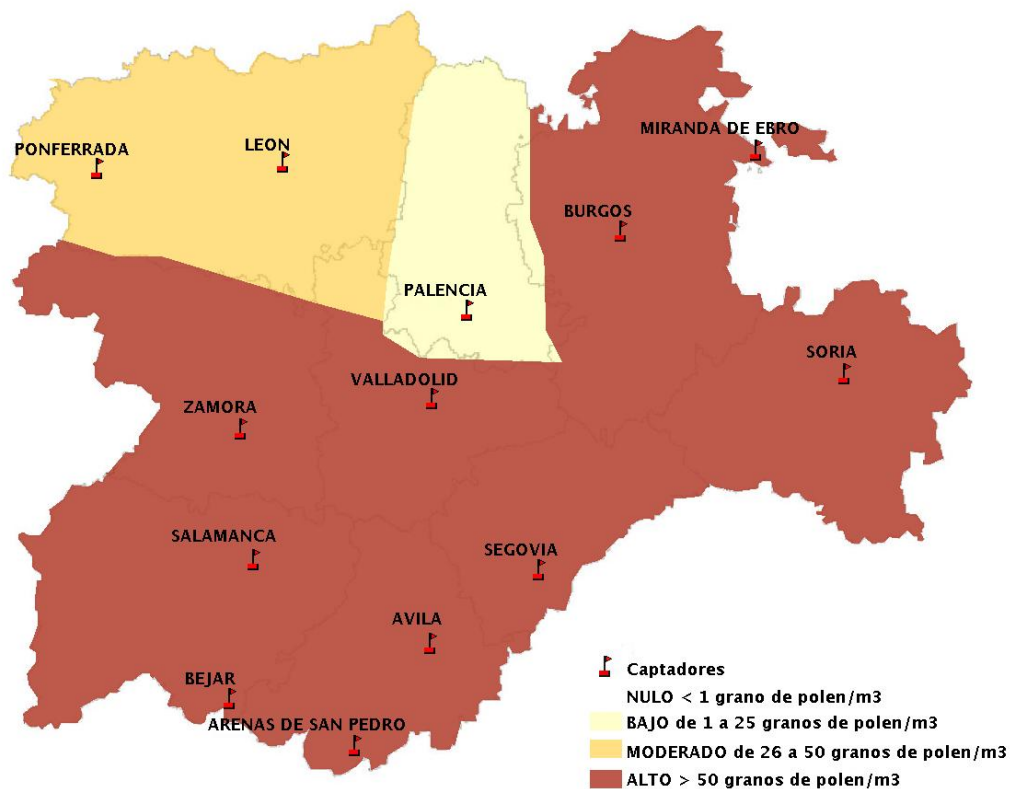 MIRANDA DE EBRO
PONFERRADA
LEON
BURGOS
PALENCIA
SORIA
VALLADOLID
ZAMORA
SALAMANCA
SEGOVIA
AVILA
BEJAR
ARENAS DE SAN PEDRO
Captadores
NULO < 1 grano de polen/m3
BAJO de 1 a 25 granos de polen/m3
MODERADO de 26 a 50 granos de polen/m3
ALTO > 50 granos de polen/m3